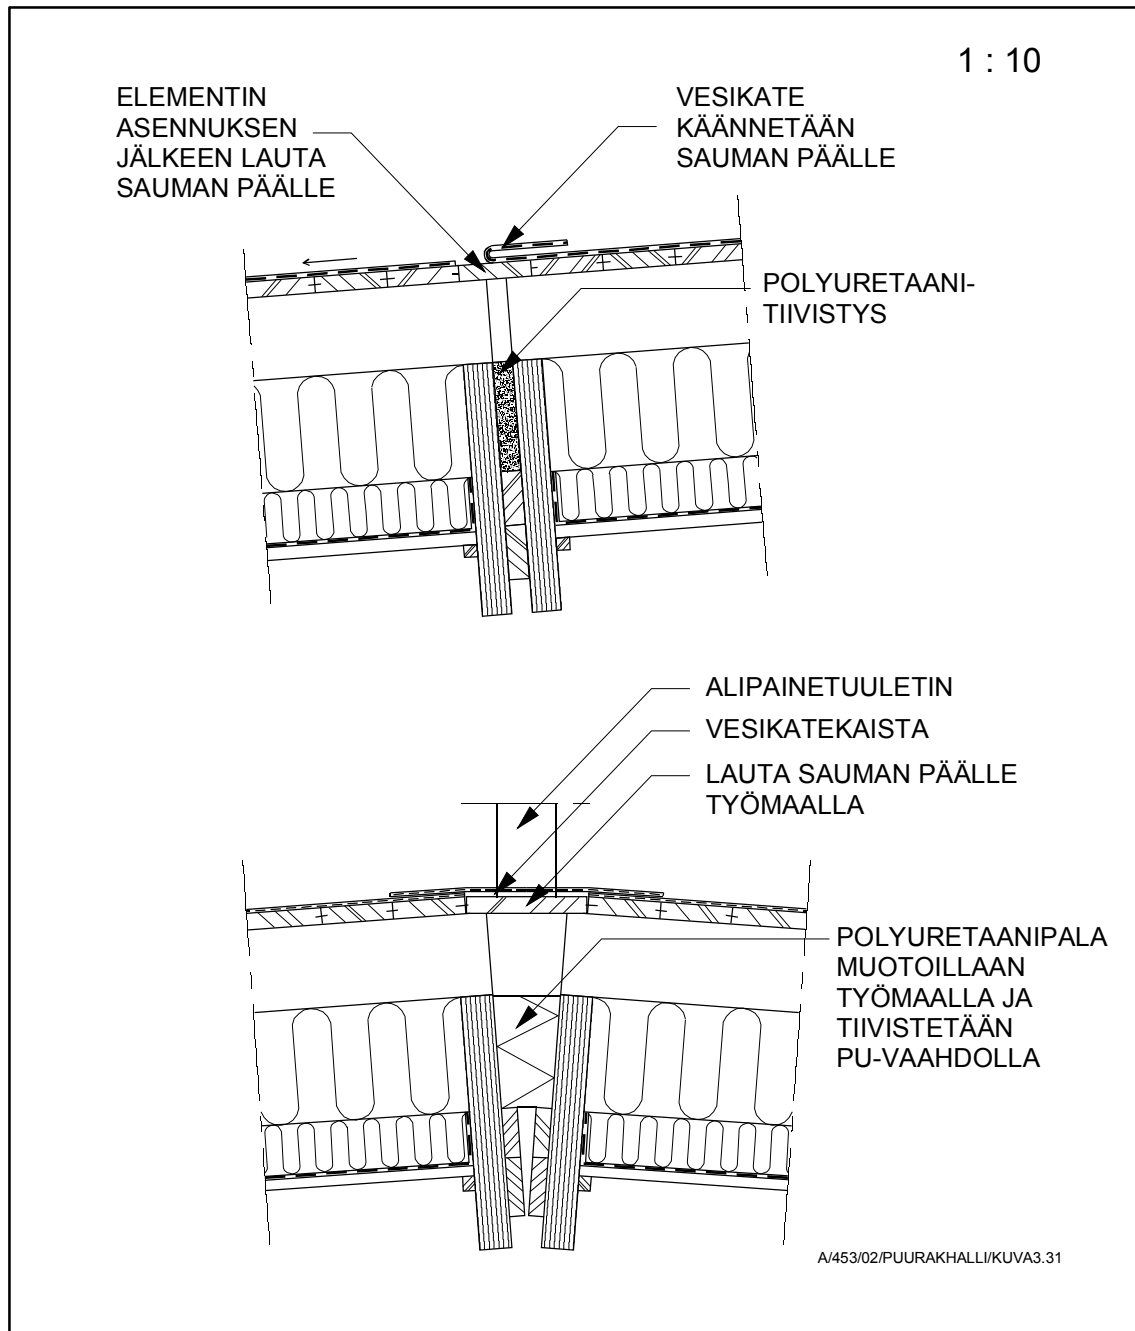 1 : 10
ELEMENTIN
ASENNUKSEN
JÄLKEEN LAUTA
SAUMAN PÄÄLLE
VESIKATE
KÄÄNNETÄÄN
SAUMAN PÄÄLLE
POLYURETAANI-
TIIVISTYS
ALIPAINETUULETIN
VESIKATEKAISTA
LAUTA SAUMAN PÄÄLLE
TYÖMAALLA
POLYURETAANIPALA
MUOTOILLAAN
TYÖMAALLA JA
TIIVISTETÄÄN
PU-VAAHDOLLA
A/453/02/PUURAKHALLI/KUVA3.31